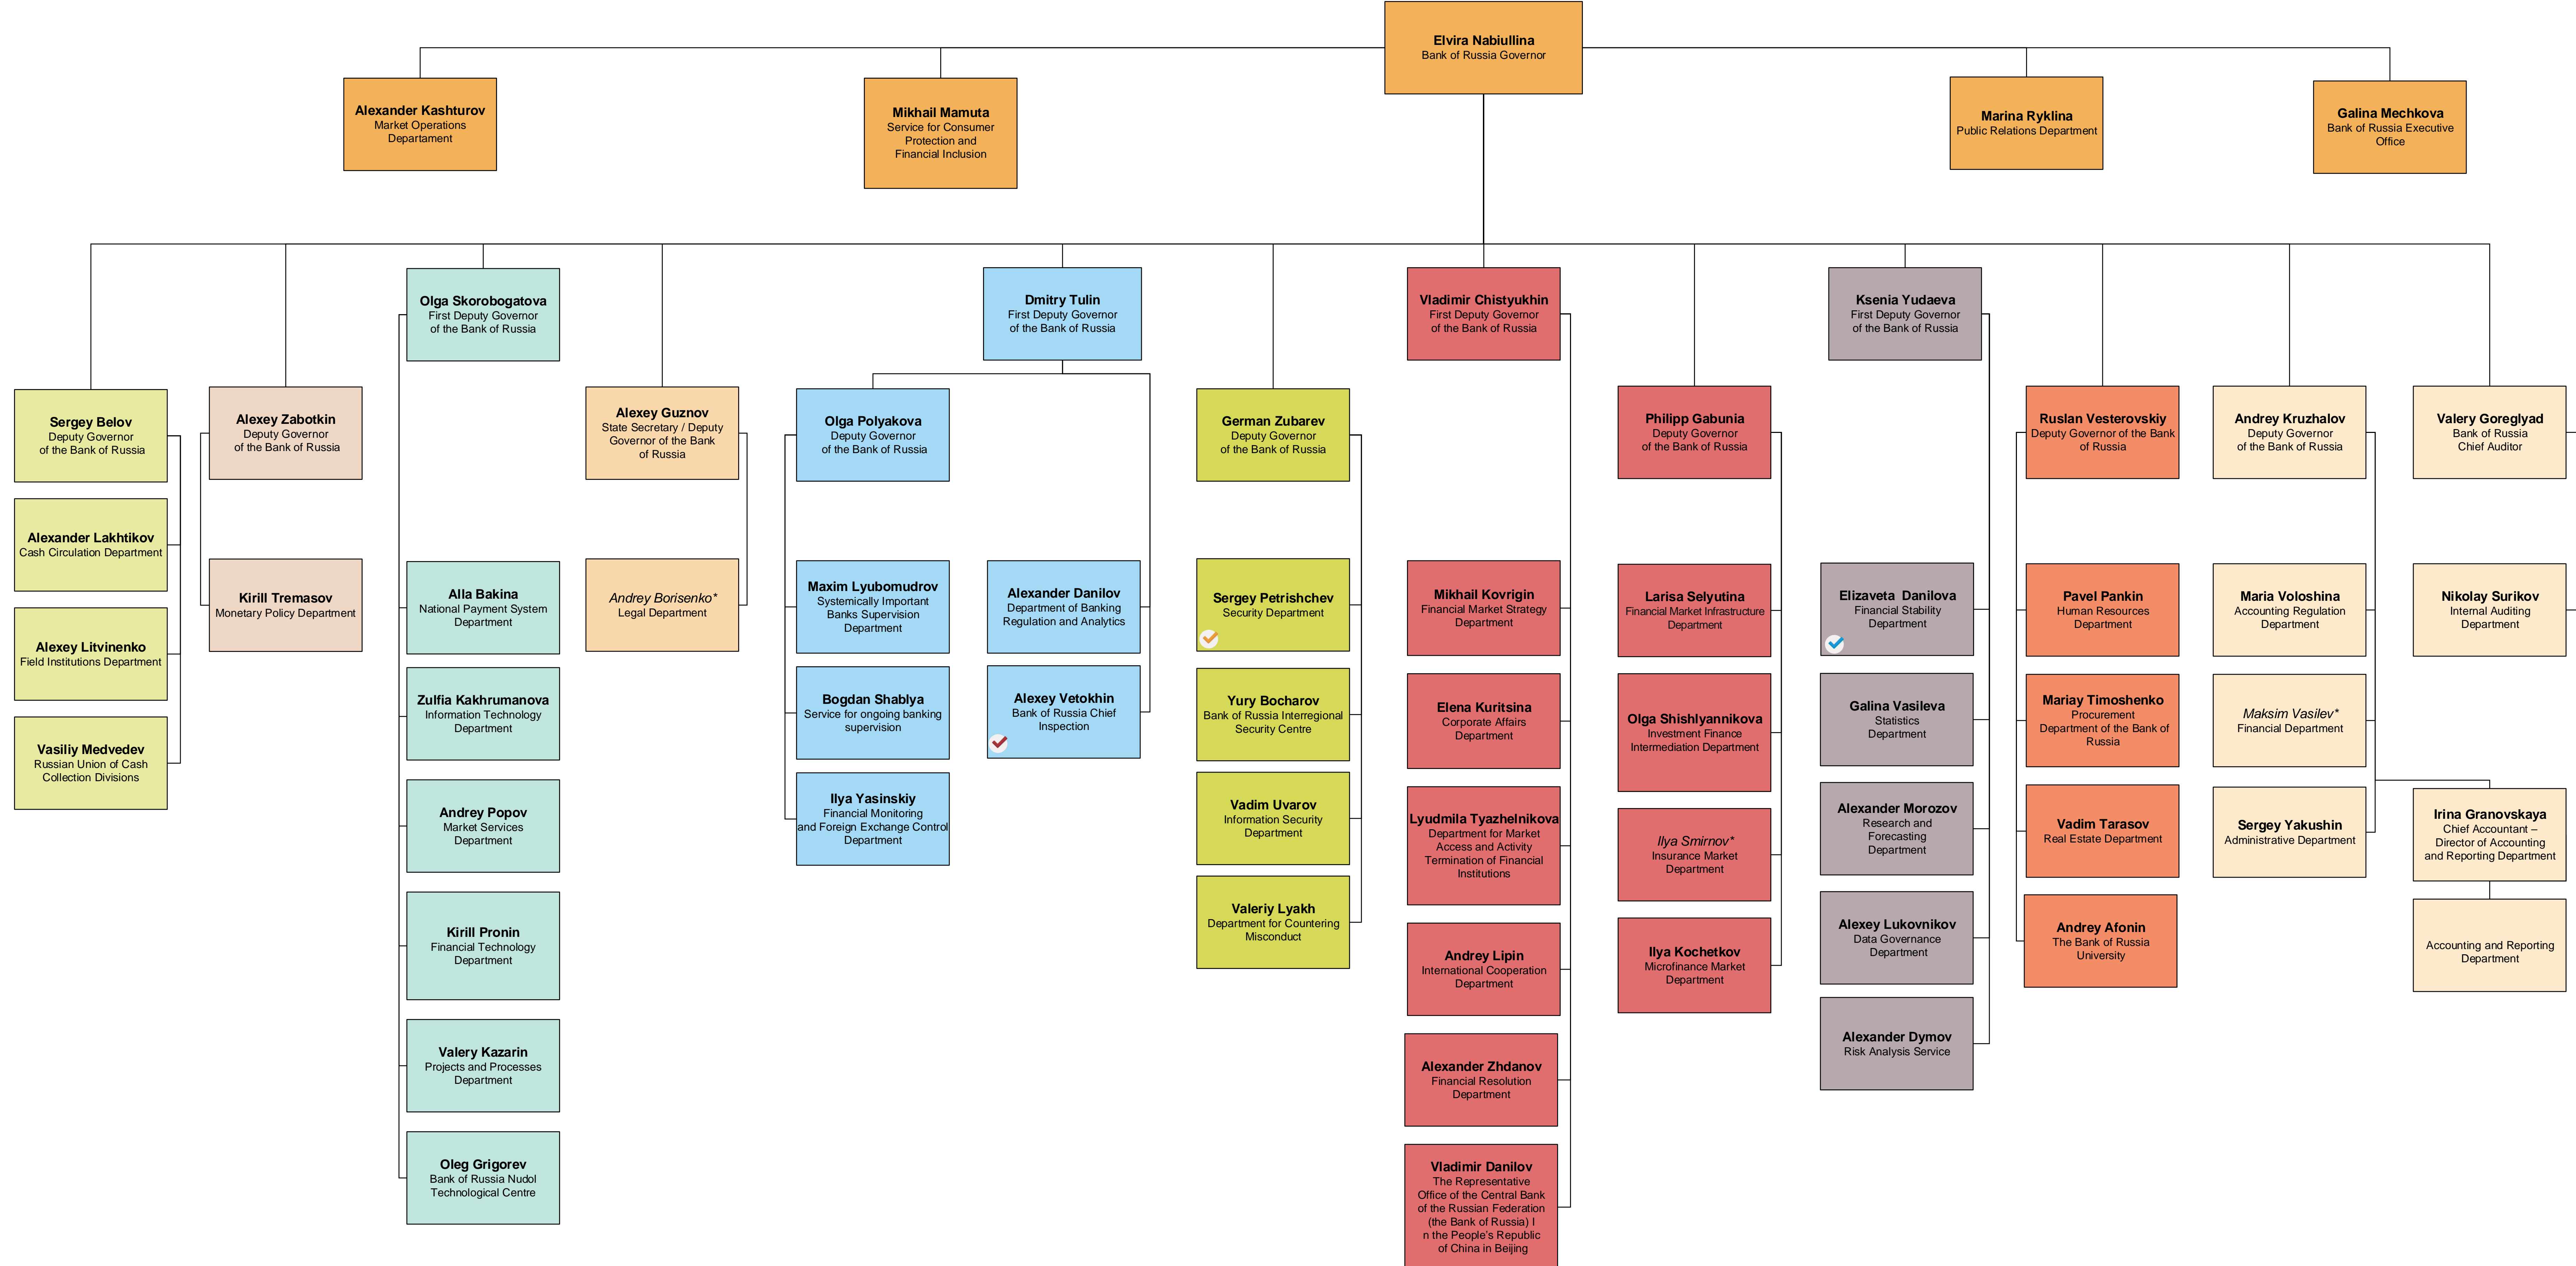 Elvira Nabiullina
Bank of Russia Governor
Alexander Kashturov
Market Operations
Departament
Mikhail Mamuta
Service for Consumer
Protection and
Financial Inclusion
Marina Ryklina
Public Relations Department
Galina Mechkova
Bank of Russia Executive
Office
Olga Skorobogatova
First Deputy Governor
of the Bank of Russia
Dmitry Tulin
First Deputy Governor
of the Bank of Russia
Vladimir Chistyukhin
First Deputy Governor
of the Bank of Russia
Ksenia Yudaeva
First Deputy Governor
of the Bank of Russia
Sergey Belov
Deputy Governor
of the Bank of Russia
Alexey Zabotkin
Deputy Governor
of the Bank of Russia
Alexey Guznov
State Secretary / Deputy
Governor of the Bank
of Russia
Olga Polyakova
Deputy Governor
of the Bank of Russia
German Zubarev
Deputy Governor
of the Bank of Russia
Philipp Gabunia
Deputy Governor
of the Bank of Russia
Ruslan Vesterovskiy
Deputy Governor of the Bank
of Russia
Andrey Kruzhalov
Deputy Governor
of the Bank of Russia
Valery Goreglyad
Bank of Russia
Chief Auditor
Alexander Lakhtikov
Cash Circulation Department
Alexey Litvinenko
Field Institutions Department
Vasiliy Medvedev
Russian Union of Cash
Collection Divisions
Kirill Tremasov
Monetary Policy Department
Alla Bakina
National Payment System
Department
Zulfia Kakhrumanova
Information Technology
Department
Andrey Popov
Market Services
Department
Kirill Pronin
Financial Technology
Department
Valery Kazarin
Projects and Processes
Department
Oleg Grigorev
Bank of Russia Nudol
Technological Centre
Andrey Borisenko*
Legal Department
Maxim Lyubomudrov
Systemically Important
Banks Supervision
Department
Bogdan Shablya
Service for ongoing banking
supervision
Ilya Yasinskiy
Financial Monitoring
and Foreign Exchange Control
Department
Alexander Danilov
Department of Banking
Regulation and Analytics
Alexey Vetokhin
Bank of Russia Chief
Inspection
Sergey Petrishchev
Security Department
Yury Bocharov
Bank of Russia Interregional
Security Centre
Vadim Uvarov
Information Security
Department
Valeriy Lyakh
Department for Countering
Misconduct
Mikhail Kovrigin
Financial Market Strategy
Department
Elena Kuritsina
Corporate Affairs
Department
Lyudmila Tyazhelnikova
Department for Market
Access and Activity
Termination of Financial
Institutions
Andrey Lipin
International Cooperation
Department
Alexander Zhdanov
Financial Resolution
Department
Vladimir Danilov
The Representative
Office of the Central Bank
of the Russian Federation
(the Bank of Russia) I
n the People's Republic
of China in Beijing
Larisa Selyutina
Financial Market Infrastructure
Department
Olga Shishlyannikova
Investment Finance
Intermediation Department
Ilya Smirnov*
Insurance Market
Department
Ilya Kochetkov
Microfinance Market
Department
Elizaveta  Danilova
Financial Stability
Department
Galina Vasileva
Statistics
Department
Alexander Morozov
Research and
Forecasting
Department
Alexey Lukovnikov
Data Governance
Department
Alexander Dymov
Risk Analysis Service
Pavel Pankin
Human Resources
Department
Mariay Timoshenko
Procurement
Department of the Bank of
Russia
Vadim Tarasov
Real Estate Department
Andrey Afonin
The Bank of Russia
University
Maria Voloshina
Accounting Regulation
Department
Maksim Vasilev*
Financial Department
Sergey Yakushin
Administrative Department
Nikolay Surikov
Internal Auditing
Department
Irina Granovskaya
Chief Accountant –
Director of Accounting
and Reporting Department
Accounting and Reporting
Department